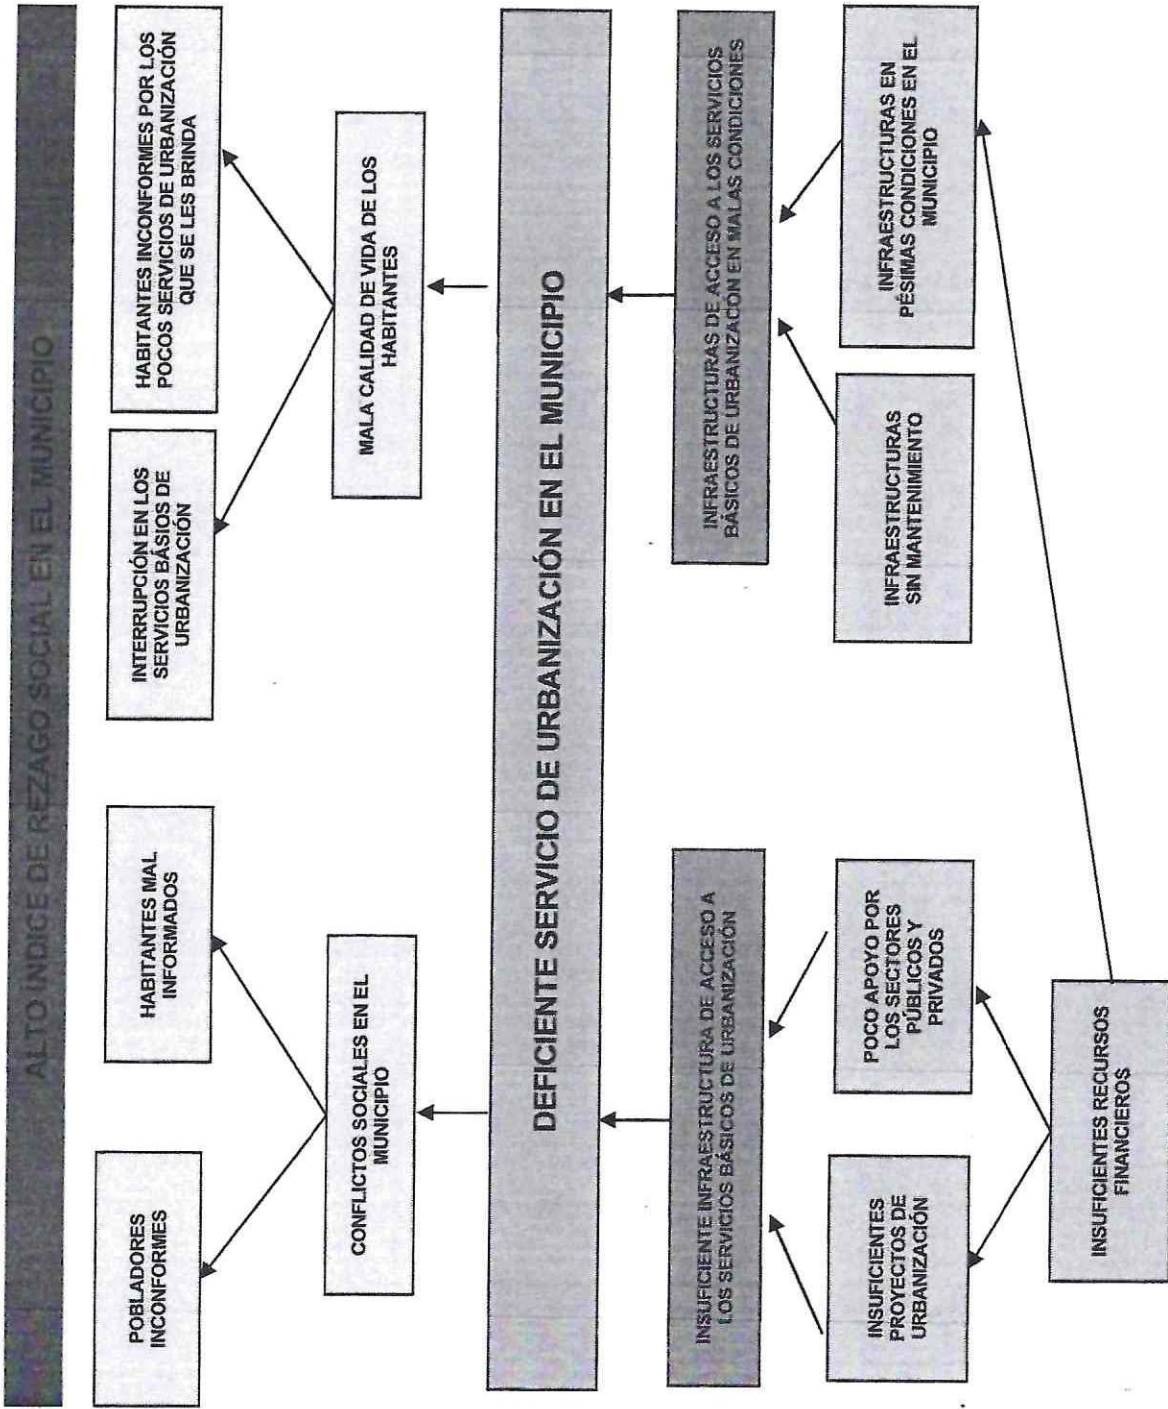 ALTO ÍNDICE DE REZAGO SOCIAL EN EL MUNICIPIO
POBLADORES
INCONFORMES
HABITANTES MAL
INFORMADOS
INTERRUPCIÓN EN LOS
SERVICIOS BÁSIOS DE
URBANIZACIÓN
HABITANTES INCONFORMES POR LOS
POCOS SERVICIOS DE URBANIZACIÓN
QUE SE LES BRINDA
CONFLICTOS SOCIALES EN EL
MUNICIPIO
MALA CALIDAD DE VIDA DE LOS
HABITANTES
DEFICIENTE SERVICIO DE URBANIZACIÓN EN EL MUNICIPIO
INSUFICIENTE INFRAESTRUCTURA DE ACCESO A
LOS SERVICIOS BÁSICOS DE URBANIZACIÓN
INFRAESTRUCTURAS DE ACCESO A LOS SERVICIOS
BÁSICOS DE URBANIZACÓN EN MALAS CONDICIONES
INSUFICIENTES
PROYECTOS DE
URBANIZACIÓN
POCO APOYO POR
LOS SECTORES
PÚBLICOS Y
PRIVADOS
INFRAESTRUCTURAS
SIN MANTENIMIENTO
INFRAESTRUCTURAS EN
PÉSIMAS CONDICIONES EN EL
MUNICIPIO
INSUFICIENTES RECURSOS
FINANCIEROS